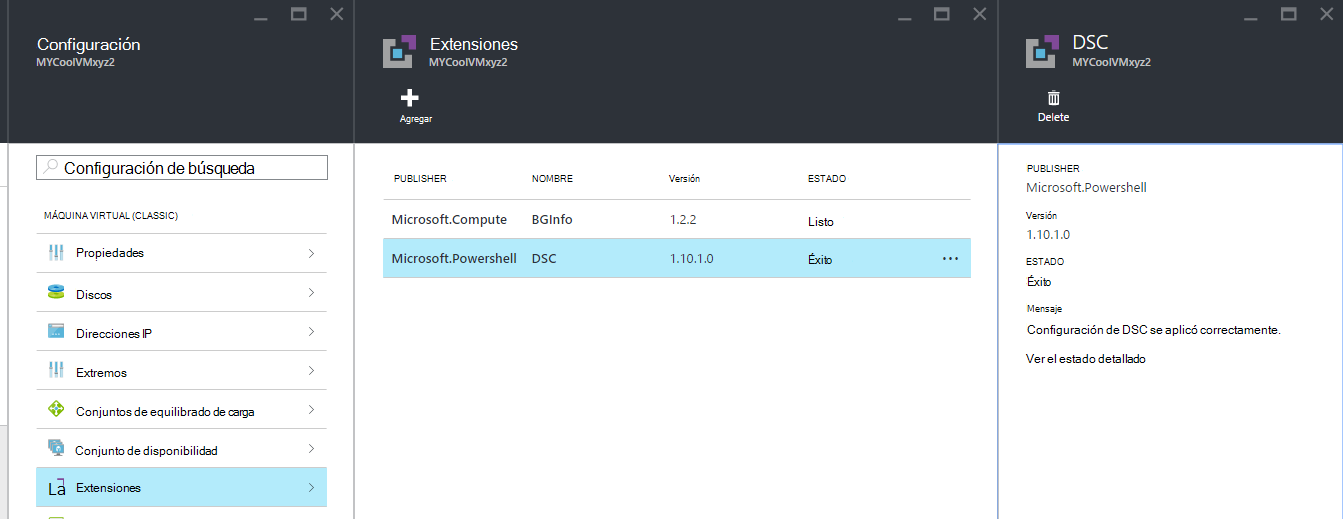 Configuración
MYCoolVMxyz2
Configuración de búsqueda
MÁQUINA VIRTUAL (CLASSIC)
Propiedades
Discos
Direcciones IP
Extremos
Conjuntos de equilibrado de carga
Conjunto de disponibilidad
La Extensiones
Extensiones
MYCoolVMxyz2
Agregar
PUBLISHER NOMBRE Versión ESTADO
Microsoft.Compute BGInfo 1.2.2 Listo
Microsoft.Powershell DSC 1.10.1.0 Éxito ...
DSC
MYCoolVMxyz2
Delete
PUBLISHER
Microsoft.Powershell
Versión
1.10.1.0
ESTADO
Éxito
Mensaje
Configuración de DSC se aplicó correctamente.
Ver el estado detallado